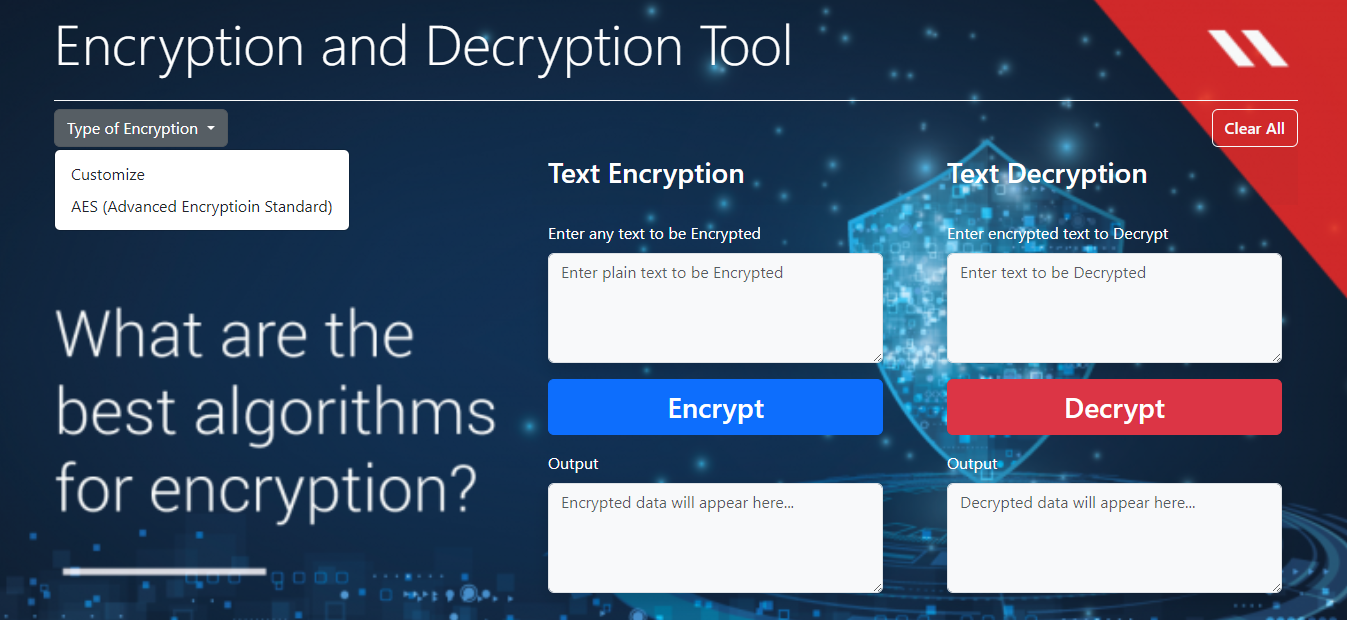 Encryption and Decryption Tool
Type of Encryption
Clear All
Customize
AES (Advanced Encryptioin Standard)
What are the
best algorithms
for encryption?
Text Encryption
Enter any text to be Encrypted
Enter plain text to be Encrypted
Encrypt
Output
Encrypted data will appear here...
Text Decryption
Enter encrypted text to Decrypt
Enter text to be Decrypted
Decrypt
Output
Decrypted data will appear here...